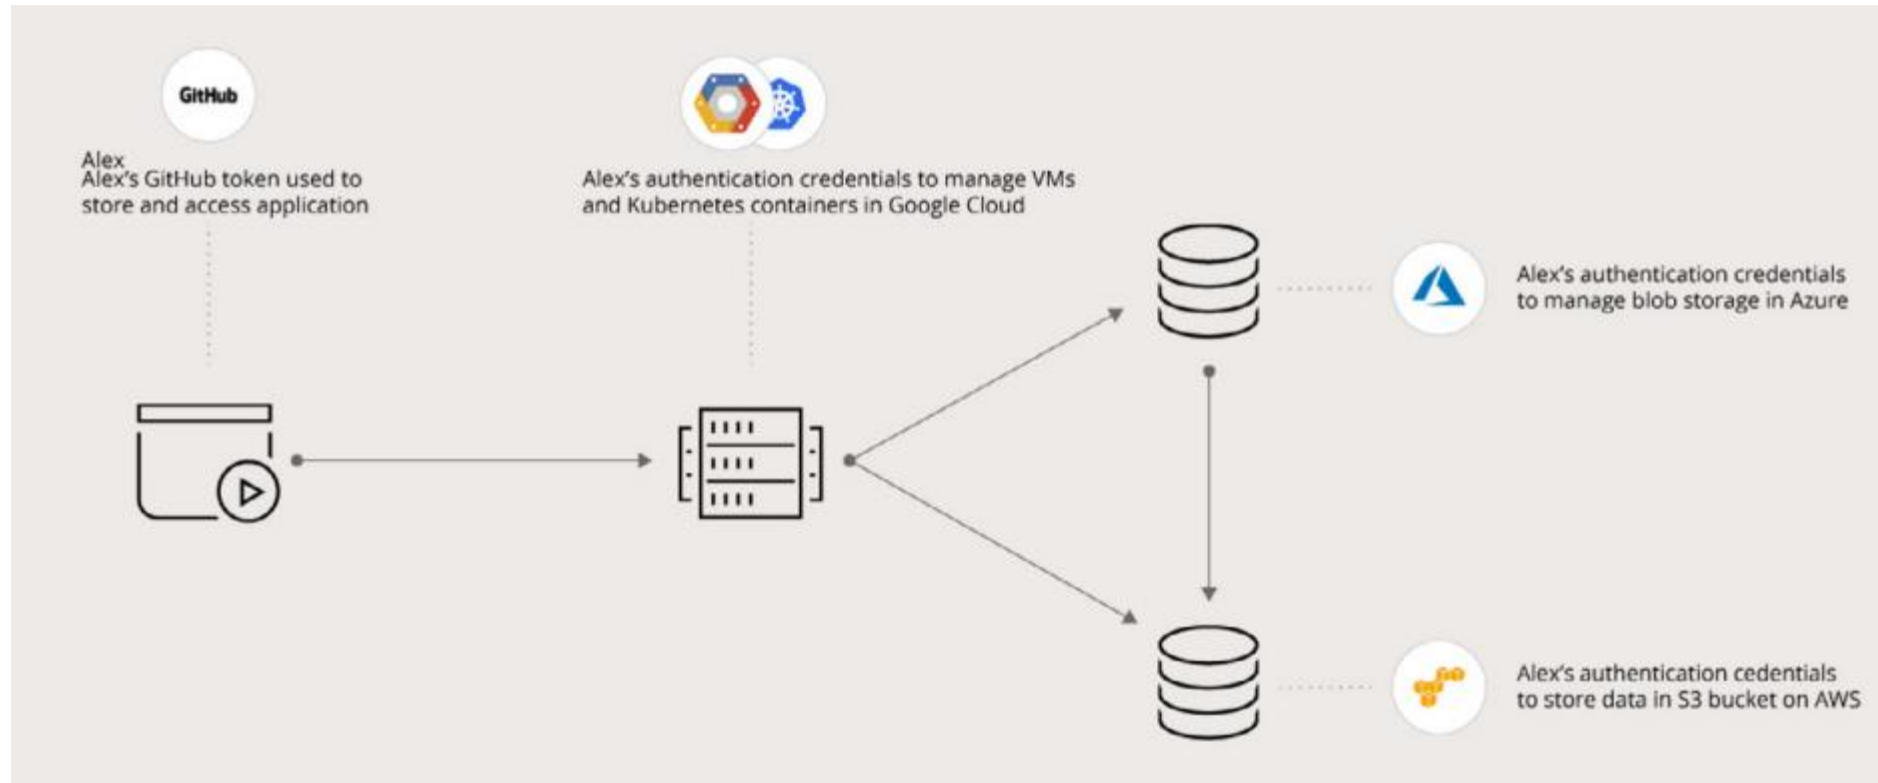 GitHub
Alex
Alex's GitHub token used to
store and access application
Alex's authentication credentials to manage VMs
and Kubernetes containers in Google Cloud
Alex's authentication credentials
to manage blob storage in Azure
Alex's authentication cedentials
to store data in S3 bucket on AWS